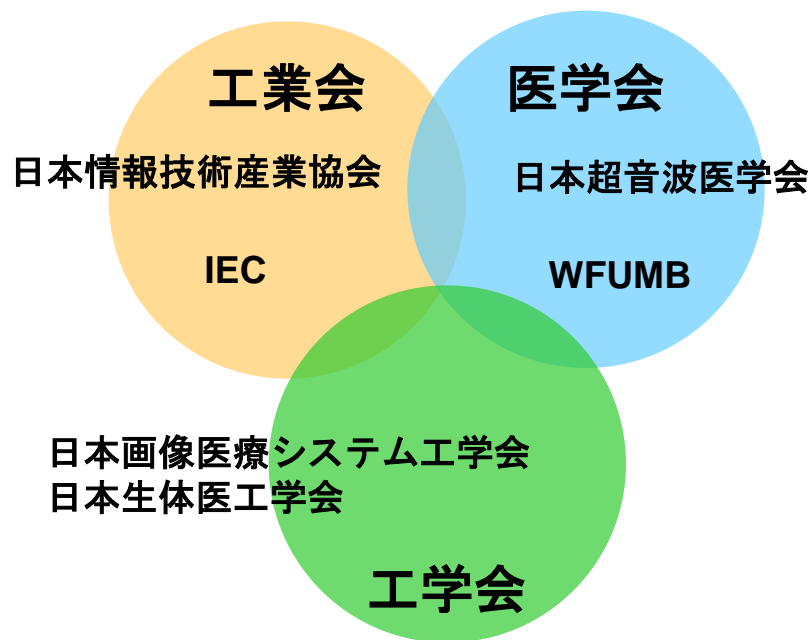 工業会
医学会
日本情報技術産業協会
日本超音波医学会
IEC
WFUMB
日本画像医療システム工学会
日本生体医工学会
工学会